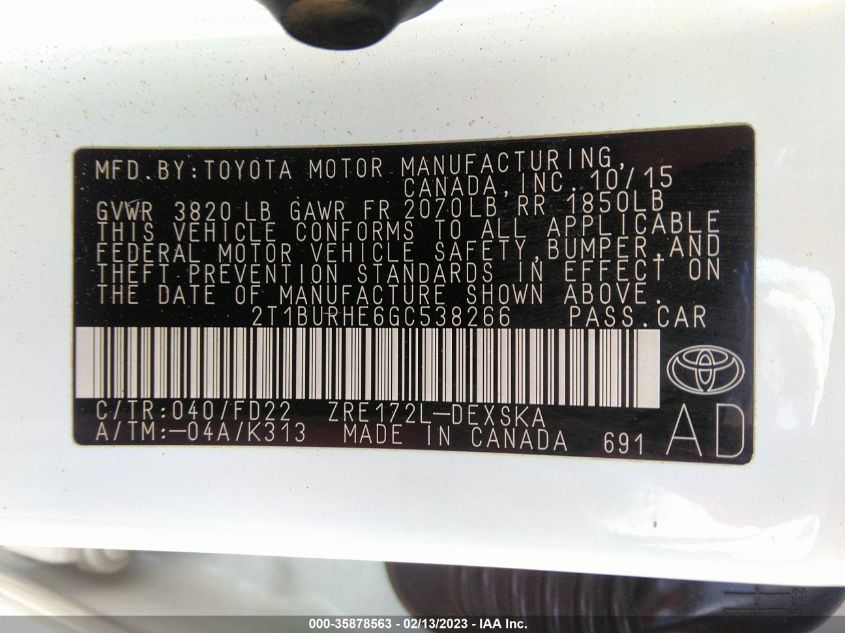 MFD.BY:TOYOTA MOTOR MANUFACTURING,
CANADA,INC. 10/15
GVWR 3820 LB GAWR FR 2070LB RR 1850LB
THIS VEHICLE CONFORMS TO ALL APPLICABLE
FEDERAL MOTOR VEHICLE SAFETY,BUMPER,AND
THEFT PREVENTION STANDARDS IN EFFECT ON
THE DATE OF MANUFACTURE SHOWN ABOVE.
2T1BURHE6GC538266 PASS.CAR
C/TR:040/FD22 ZRE172L-DEXSKA
A/TM:-04A/K313 MADE IN CANADA 691 AD
000-35878563 - 02/13/2023 - IAA Inc.